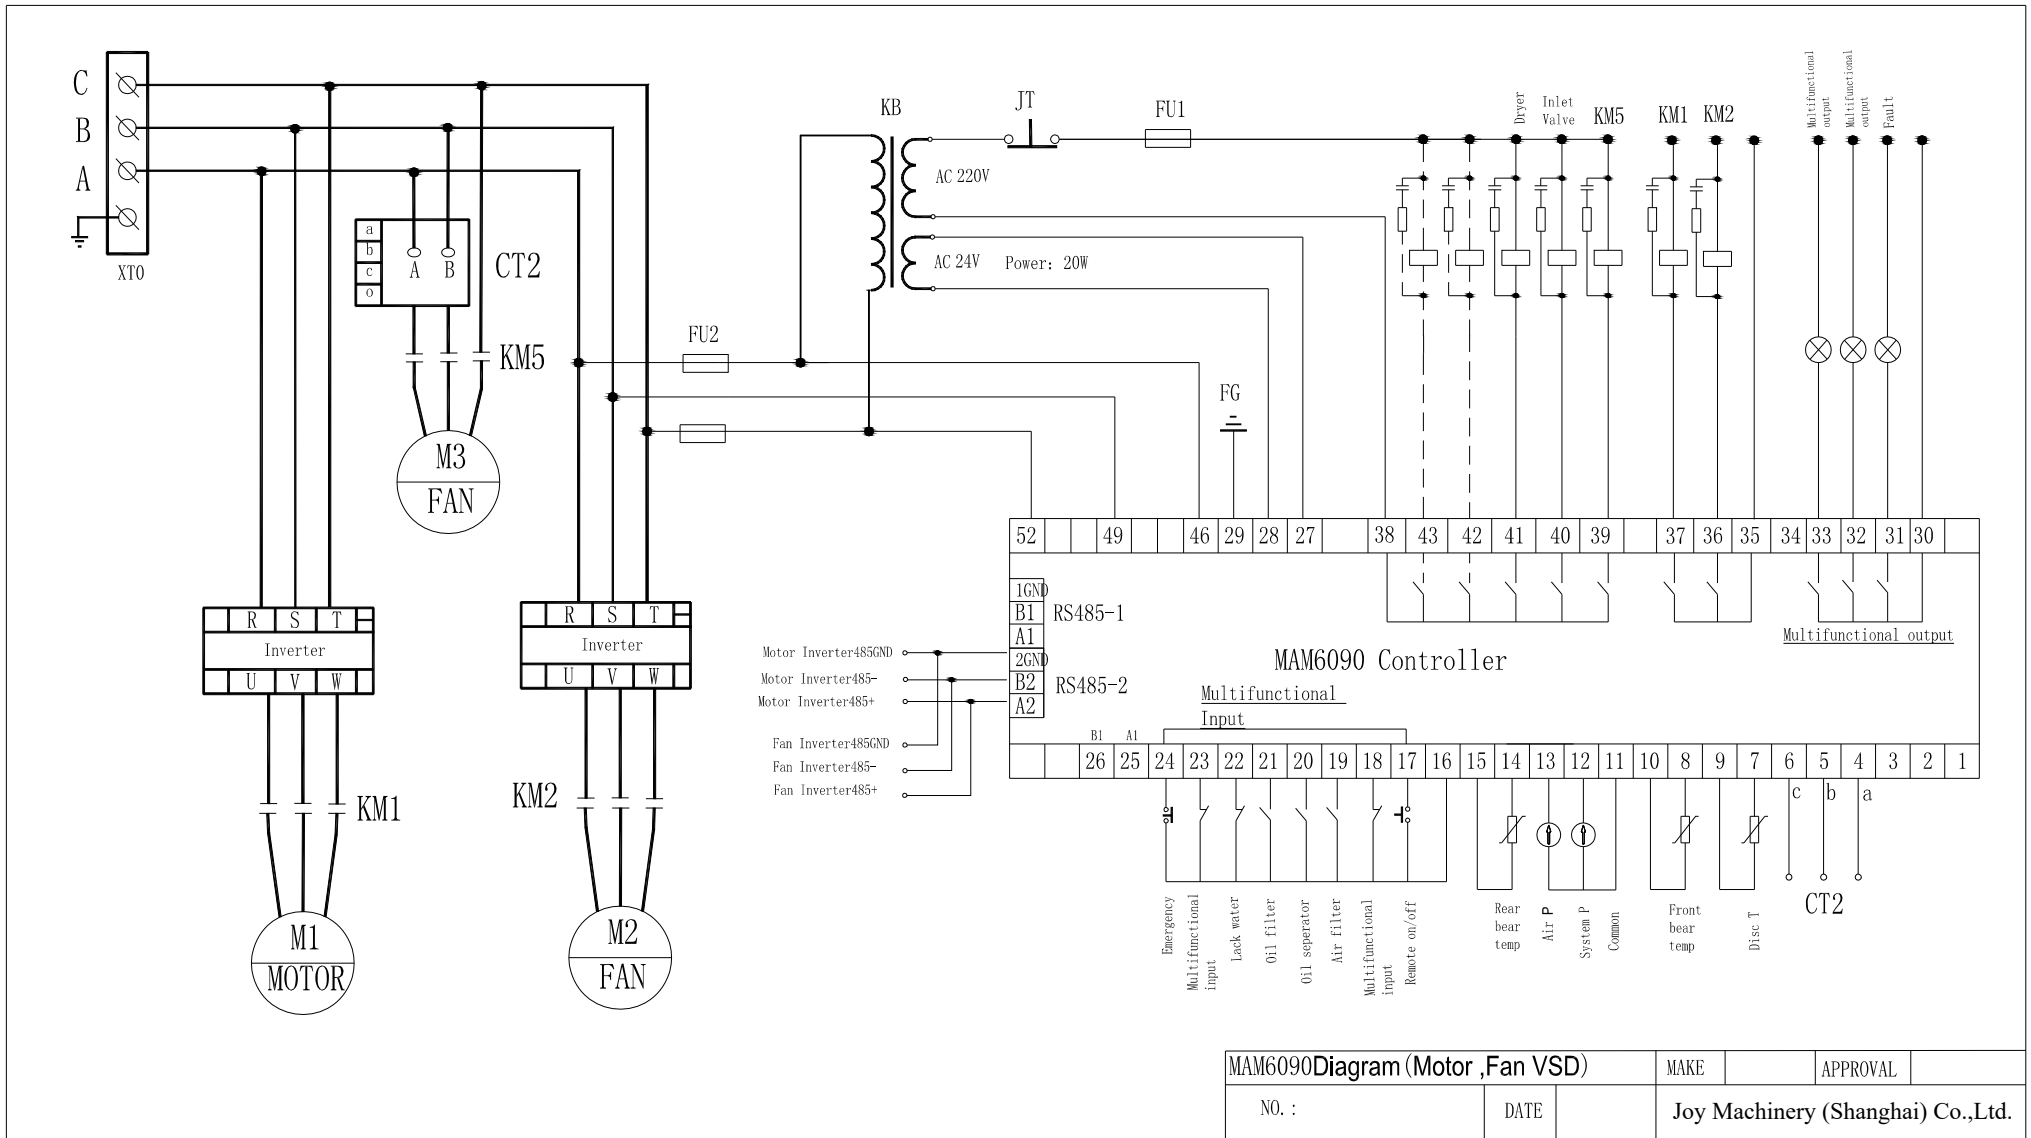 C
B
A
XTO
a
b
c
o
A
B
CT2
KM5
M3
FAN
R
S
T
Inverter
U
V
W
KM1
M1
MOTOR
R
S
T
Inverter
U
V
W
KM2
M2
FAN
FU2
KB
AC 220V
AC 24V
Power: 20W
JT
FU1
FG
Dryer
Inlet
Valve
KM5
KM1
KM2
Multifunctional
output
Multifunctional
output
Fault
52
49
46
29
28
27
38
43
42
41
40
39
37
36
35
34
33
32
31
30
1GND
B1
A1
RS485-1
2GND
B2
A2
RS485-2
MAM6090 Controller
Multifunctional output
Multifunctional
Input
Motor Inverter485GND
Motor Inverter485-
Motor Inverter485+
Fan Inverter485GND
Fan Inverter485-
Fan Inverter485+
B1
A1
26
25
24
23
22
21
20
19
18
17
16
15
14
13
12
11
10
8
9
7
6
5
4
3
2
1
c
b
a
CT2
Emergency
Multifunctional
input
Lack water
Oil filter
Oil seperator
Air filter
Multifunctional
input
Remote on/off
Rear
bear
temp
Air P
System P
Common
Front
bear
temp
Disc T
MAM6090Diagram(Motor ,Fan VSD)
MAKE
APPROVAL
NO. :
DATE
Joy Machinery (Shanghai) Co.,Ltd.